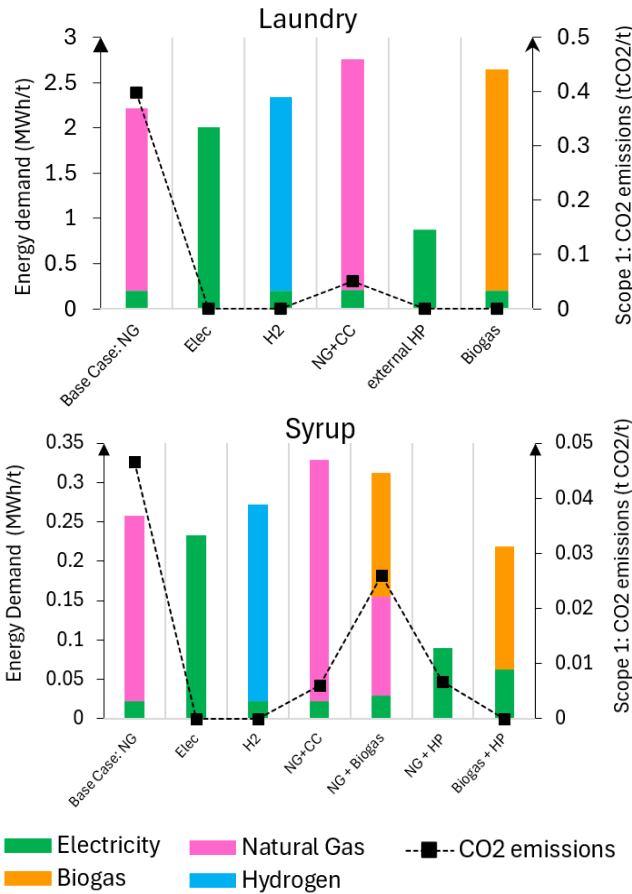 Laundry
Energy demand (MWh/t)
3
2.5
2
1.5
1
0.5
0
0.5
0.4
0.3
0.2
0.1
0
Scope 1: CO2 emissions (tCO2/t)
Base Case: NG
Elec
H2
NG+CC
external HP
Biogas
Syrup
Energy Demand (MWh/t)
0.35
0.3
0.25
0.2
0.15
0.1
0.05
0
0.05
0.04
0.03
0.02
0.01
0
Scope 1: CO2 emissions (t CO2/t)
Base Case: NG
Elec
H2
NG+CC
NG + Biogas
NG + HP
Biogas + HP
Electricity
Natural Gas
CO2 emissions
Biogas
Hydrogen